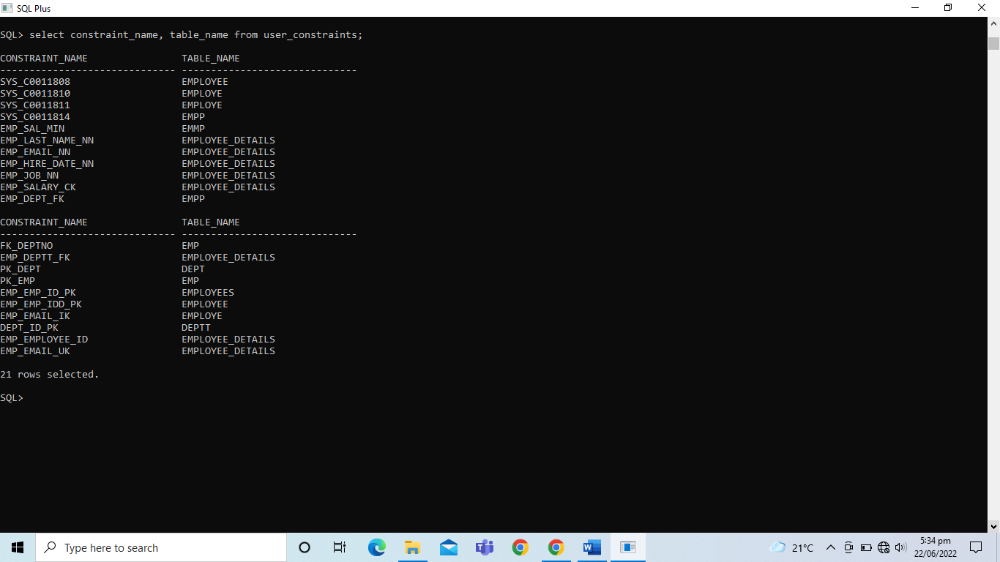 SQL Plus
SQL> select constraint_name, table_name from user_constraints;
CONSTRAINT_NAME                TABLE_NAME
------------------------------ ------------------------------
SYS_C0011808                   EMPLOYEE
SYS_C0011810                   EMPLOYE
SYS_C0011811                   EMPLOYE
SYS_C0011814                   EMPP
EMP_SAL_MIN                    EMMP
EMP_LAST_NAME_NN               EMPLOYEE_DETAILS
EMP_EMAIL_NN                   EMPLOYEE_DETAILS
EMP_HIRE_DATE_NN               EMPLOYEE_DETAILS
EMP_JOB_NN                     EMPLOYEE_DETAILS
EMP_SALARY_CK                  EMPLOYEE_DETAILS
EMP_DEPT_FK                    EMPP
CONSTRAINT_NAME                TABLE_NAME
------------------------------ ------------------------------
FK_DEPTNO                      EMP
EMP_DEPTT_FK                   EMPLOYEE_DETAILS
PK_DEPT                        DEPT
PK_EMP                         EMP
EMP_EMP_ID_PK                  EMPLOYEES
EMP_EMP_IDD_PK                 EMPLOYEE
EMP_EMAIL_IK                   EMPLOYE
DEPT_ID_PK                     DEPTT
EMP_EMPLOYEE_ID                EMPLOYEE_DETAILS
EMP_EMAIL_UK                   EMPLOYEE_DETAILS
21 rows selected.
SQL>
Type here to search
21°C
5:34 pm
22/06/2022